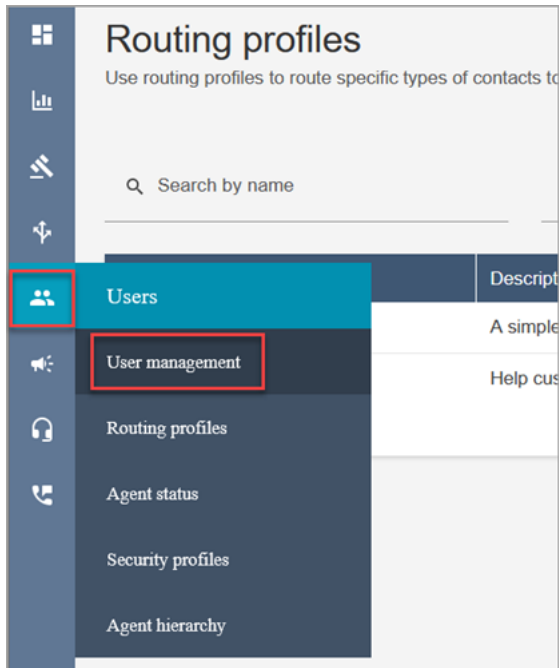 Routing profiles
Use routing profiles to route specific types of contacts to
Search by name
Descript
A simple
Help cus
Users
User management
Routing profiles
Agent status
Security profiles
Agent hierarchy